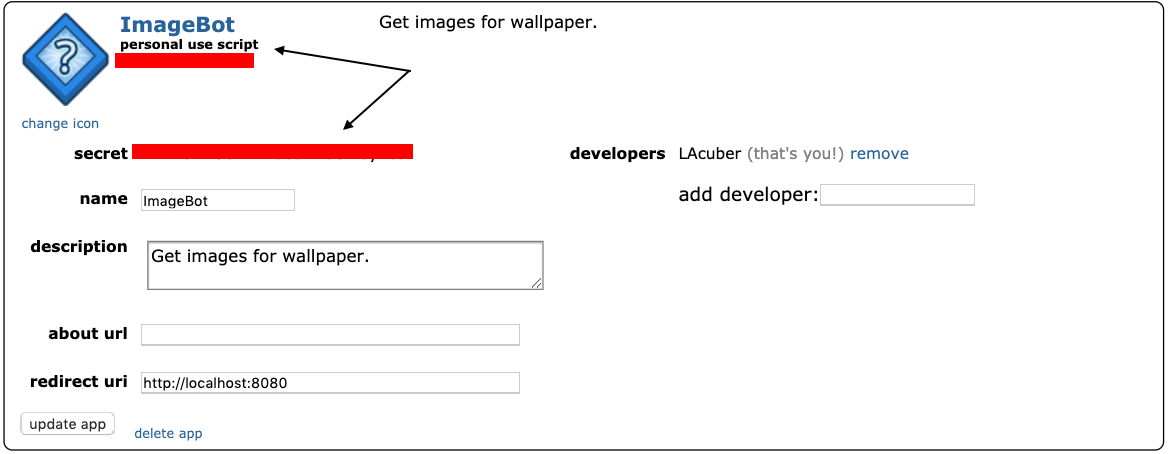 ImageBot
personal use script
Get images for wallpaper.
change icon
secret
developers LAcuber (that's you!) remove
name ImageBot
add developer:
description Get images for wallpaper.
about url
redirect uri http://localhost:8080
update app delete app